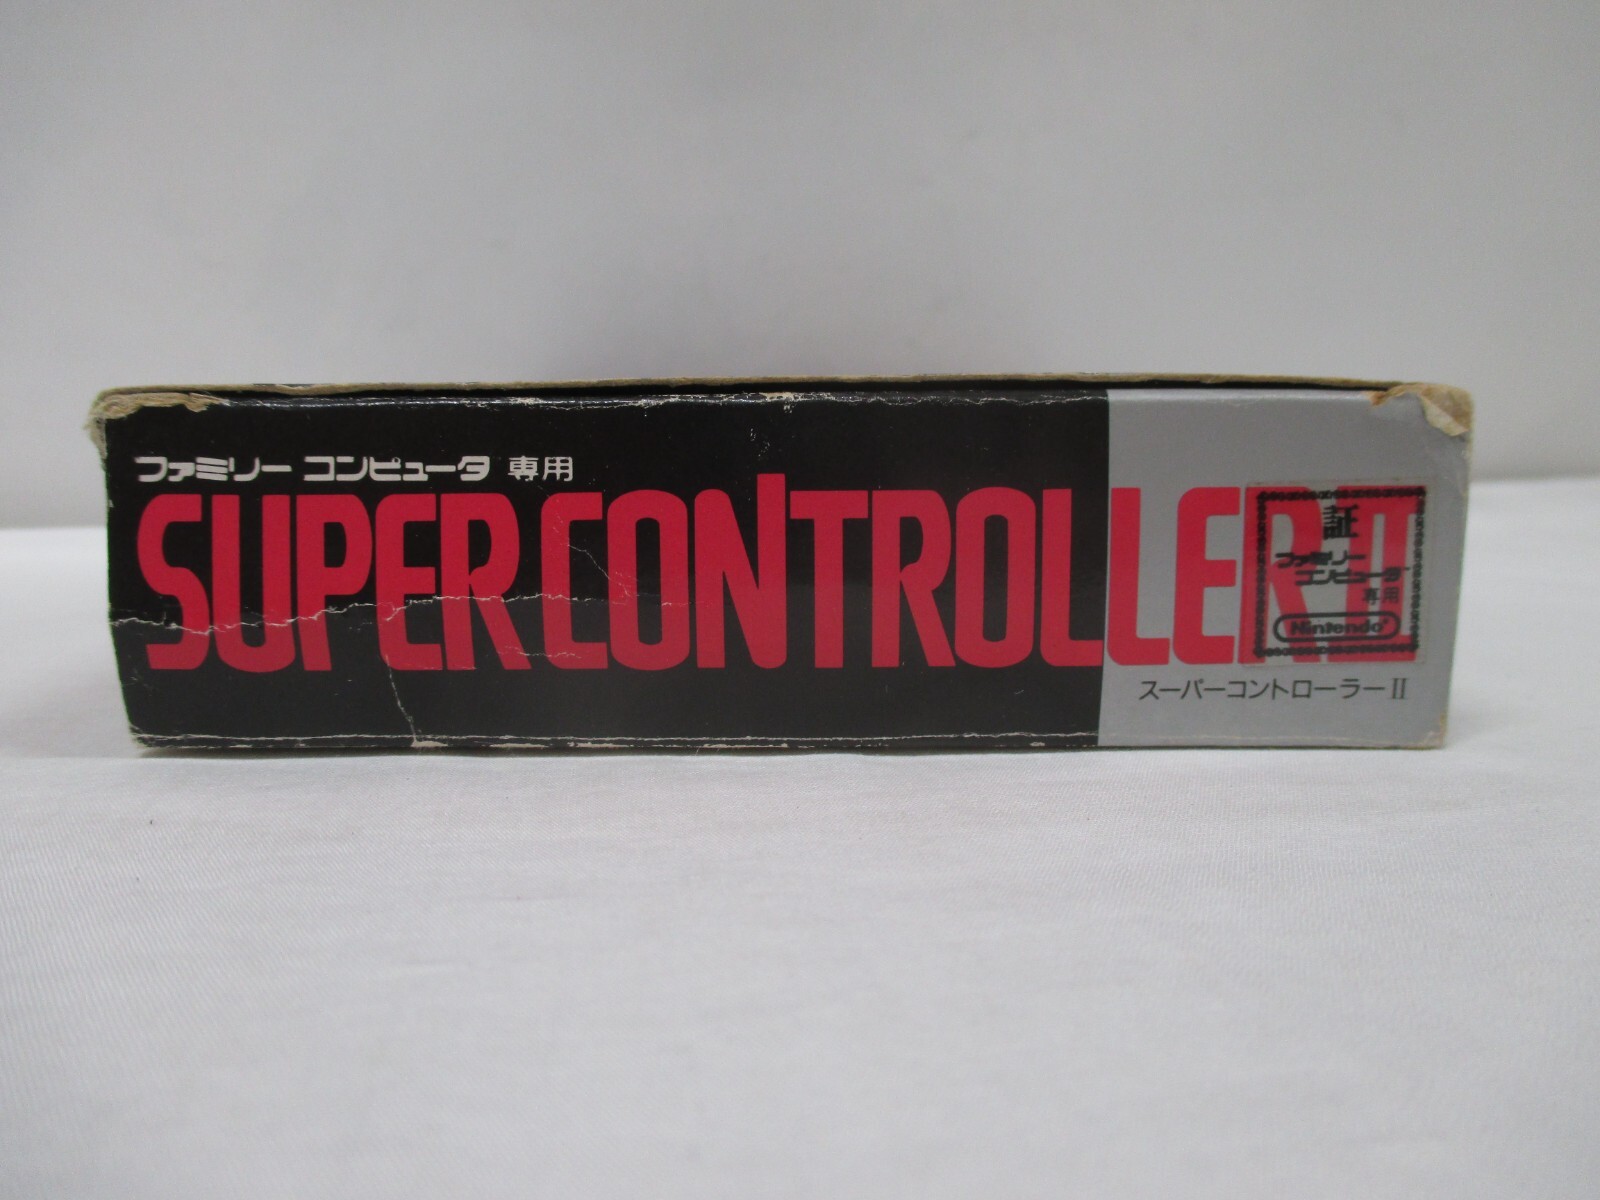 ファミリー コンピュータ 専用
SUPER CONTROLLER II
証
ファミリー
コンピュータ
専用
Nintendo
スーパーコントローラー II